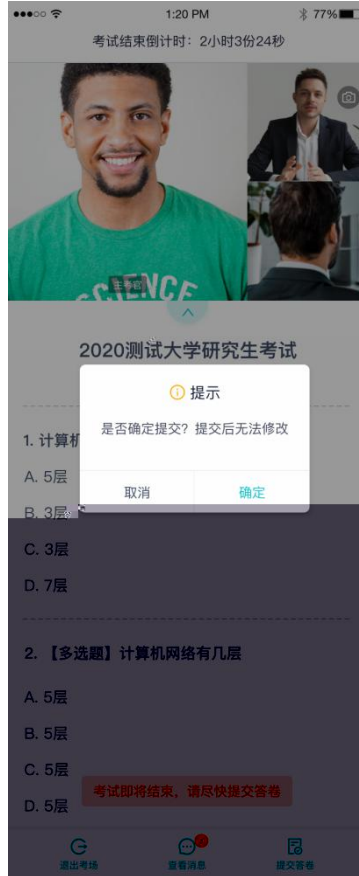 1:20 PM
77%
考试结束倒计时：2小时3份24秒
主考官
SCIENCE
2020测试大学研究生考试
提示
是否确定提交？提交后无法修改
取消
确定
1. 计算机
A. 5层
B. 3层
C. 3层
D. 7层
2. 【多选题】计算机网络有几层
A. 5层
B. 5层
C. 5层
D. 5层
考试即将结束，请尽快提交答卷
退出考场
查看消息
提交答卷